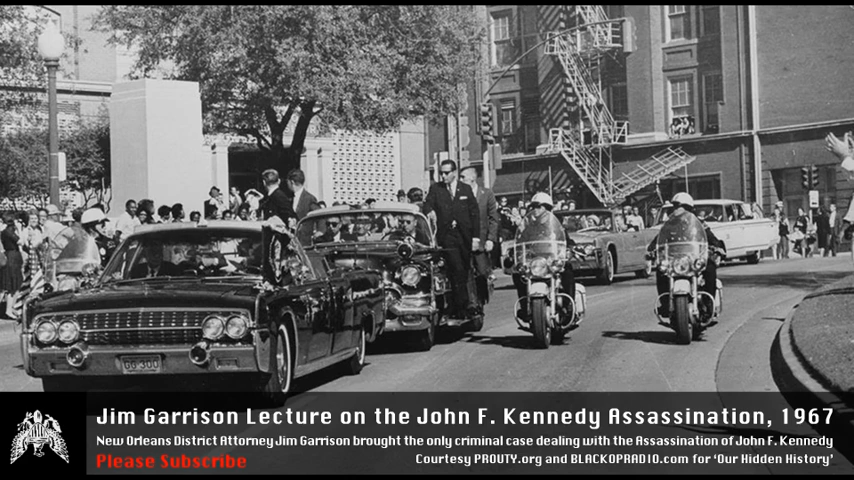 GG 300
Jim Garrison Lecture on the John F. Kennedy Assassination, 1967
New Orleans District Attorney Jim Garrison brought the only criminal case dealing with the Assassination of John F. Kennedy
Please Subscribe
Courtesy PROUTY.org and BLACKOPRADIO.com for 'Our Hidden History'